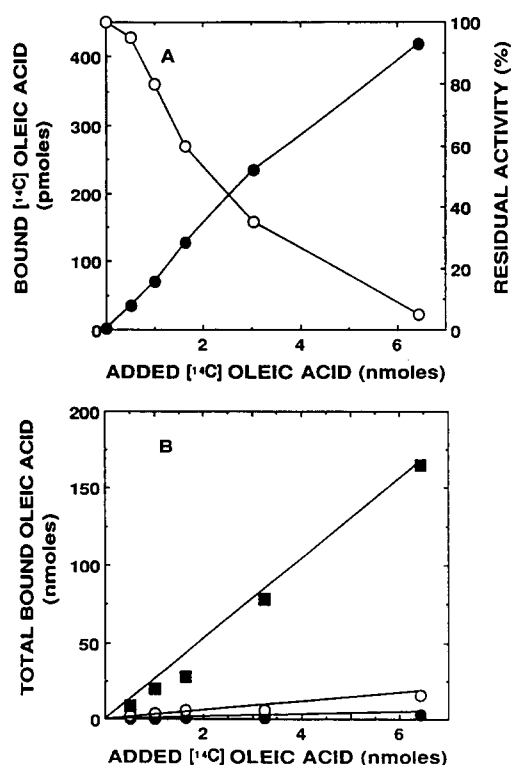 A
BOUND [¹⁴C] OLEIC ACID
(pmoles)
400
300
200
100
0
RESIDUAL ACTIVITY (%)
100
80
60
40
20
0
2 4 6
ADDED [¹⁴C] OLEIC ACID (nmoles)
B
TOTAL BOUND OLEIC ACID
(nmoles)
200
150
100
50
0
2 4 6
ADDED [¹⁴C] OLEIC ACID (nmoles)